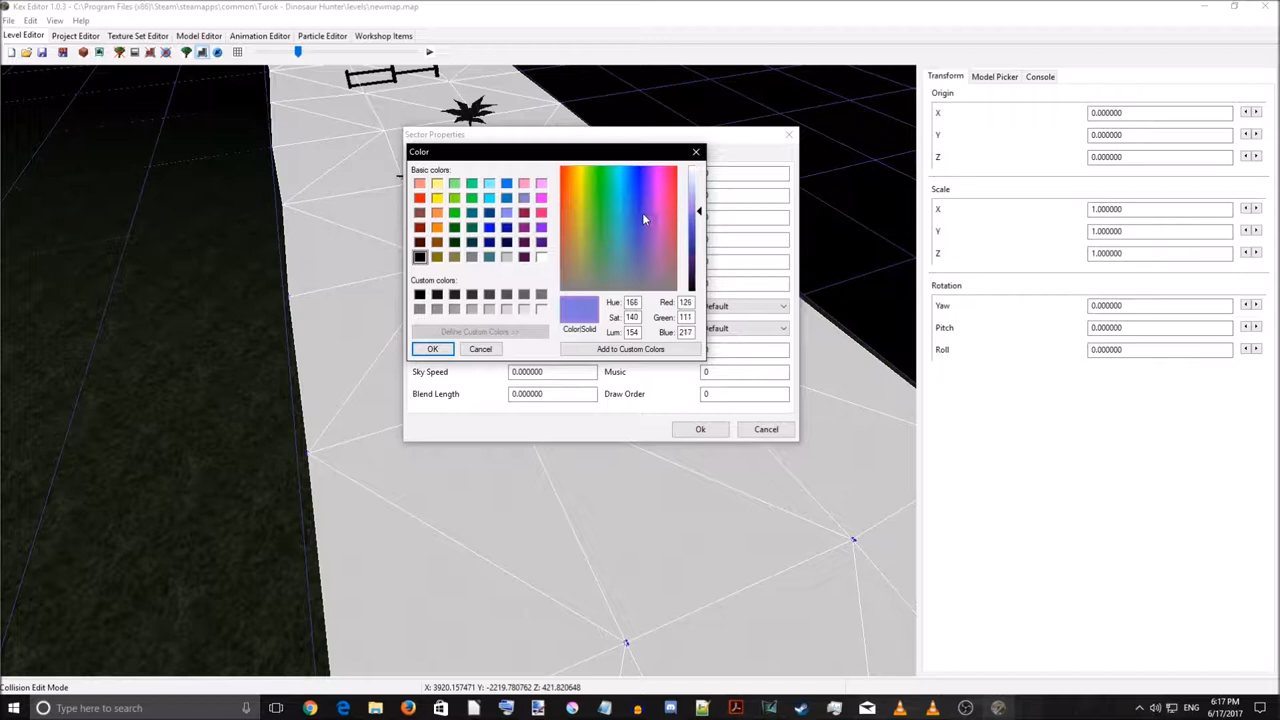 Kex Editor 1.0.3 - C:\Program Files (x86)\Steam\steamapps\common\Turok - Dinosaur Hunter\levels\newmap.map
File Edit View Help
Level Editor Project Editor Texture Set Editor Model Editor Animation Editor Particle Editor Workshop Items
Transform Model Picker Console
Origin
X 0.000000
Y 0.000000
Z 0.000000
Scale
X 1.000000
Y 1.000000
Z 1.000000
Rotation
Yaw 0.000000
Pitch 0.000000
Roll 0.000000
Sector Properties
Color
Basic colors:
Custom colors:
Define Custom Colors >>
OK Cancel
Color|Solid
Hue: 166 Red: 126
Sat: 140 Green: 111
Lum: 154 Blue: 217
Add to Custom Colors
Default
Default
Sky Speed 0.000000 Music 0
Blend Length 0.000000 Draw Order 0
Ok Cancel
Collision Edit Mode X: 3920.157471 Y: -2219.780762 Z: 421.820648
Type here to search
ENG
6:17 PM
6/17/2017